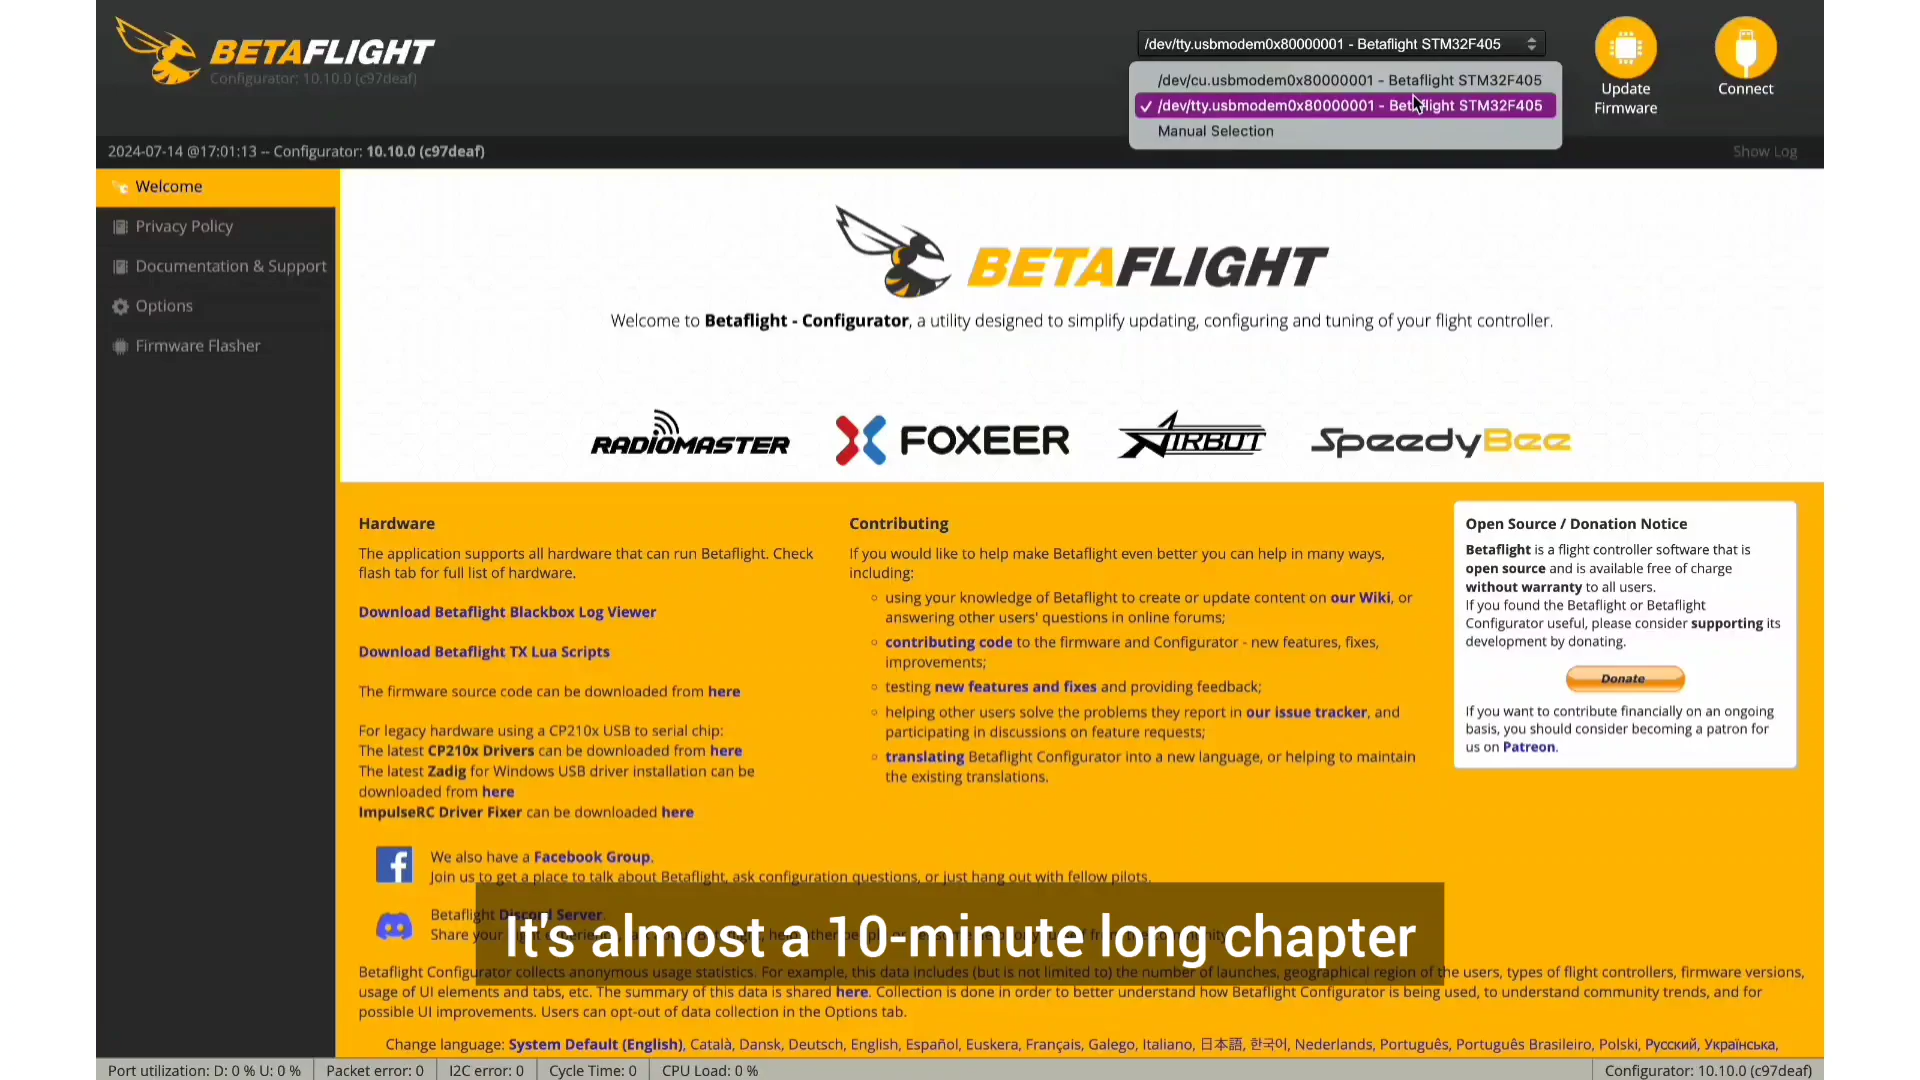 BETAFLIGHT
Configurator: 10.10.0 (c97deaf)
/dev/tty.usbmodem0x80000001 - Betaflight STM32F405
/dev/cu.usbmodem0x80000001 - Betaflight STM32F405
✓ /dev/tty.usbmodem0x80000001 - Betaflight STM32F405
Manual Selection
Update
Firmware
Connect
2024-07-14 @17:01:13 -- Configurator: 10.10.0 (c97deaf)
Show Log
Welcome
Privacy Policy
Documentation & Support
Options
Firmware Flasher
BETAFLIGHT
Welcome to Betaflight - Configurator, a utility designed to simplify updating, configuring and tuning of your flight controller.
RADIOMASTER
FOXEER
AIRBOT
SpeedyBee
Hardware
The application supports all hardware that can run Betaflight. Check
flash tab for full list of hardware.
Download Betaflight Blackbox Log Viewer
Download Betaflight TX Lua Scripts
The firmware source code can be downloaded from here
For legacy hardware using a CP210x USB to serial chip:
The latest CP210x Drivers can be downloaded from here
The latest Zadig for Windows USB driver installation can be
downloaded from here
ImpulseRC Driver Fixer can be downloaded here
Contributing
If you would like to help make Betaflight even better you can help in many ways,
including:
using your knowledge of Betaflight to create or update content on our Wiki, or
answering other users' questions in online forums;
contributing code to the firmware and Configurator - new features, fixes,
improvements;
testing new features and fixes and providing feedback;
helping other users solve the problems they report in our issue tracker, and
participating in discussions on feature requests;
translating Betaflight Configurator into a new language, or helping to maintain
the existing translations.
Open Source / Donation Notice
Betaflight is a flight controller software that is
open source and is available free of charge
without warranty to all users.
If you found the Betaflight or Betaflight
Configurator useful, please consider supporting its
development by donating.
Donate
If you want to contribute financially on an ongoing
basis, you should consider becoming a patron for
us on Patreon.
We also have a Facebook Group.
Join us to get a place to talk about Betaflight, ask configuration questions, or just hang out with fellow pilots.
Betaflight Discord Server.
Share your
It's almost a 10-minute long chapter
Betaflight Configurator collects anonymous usage statistics. For example, this data includes (but is not limited to) the number of launches, geographical region of the users, types of flight controllers, firmware versions,
usage of UI elements and tabs, etc. The summary of this data is shared here. Collection is done in order to better understand how Betaflight Configurator is being used, to understand community trends, and for
possible UI improvements. Users can opt-out of data collection in the Options tab.
Change language: System Default (English), Català, Dansk, Deutsch, English, Español, Euskera, Français, Galego, Italiano, 日本語, 한국어, Nederlands, Português, Português Brasileiro, Polski, Русский, Українська,
Port utilization: D: 0 % U: 0 %
Packet error: 0
I2C error: 0
Cycle Time: 0
CPU Load: 0 %
Configurator: 10.10.0 (c97deaf)